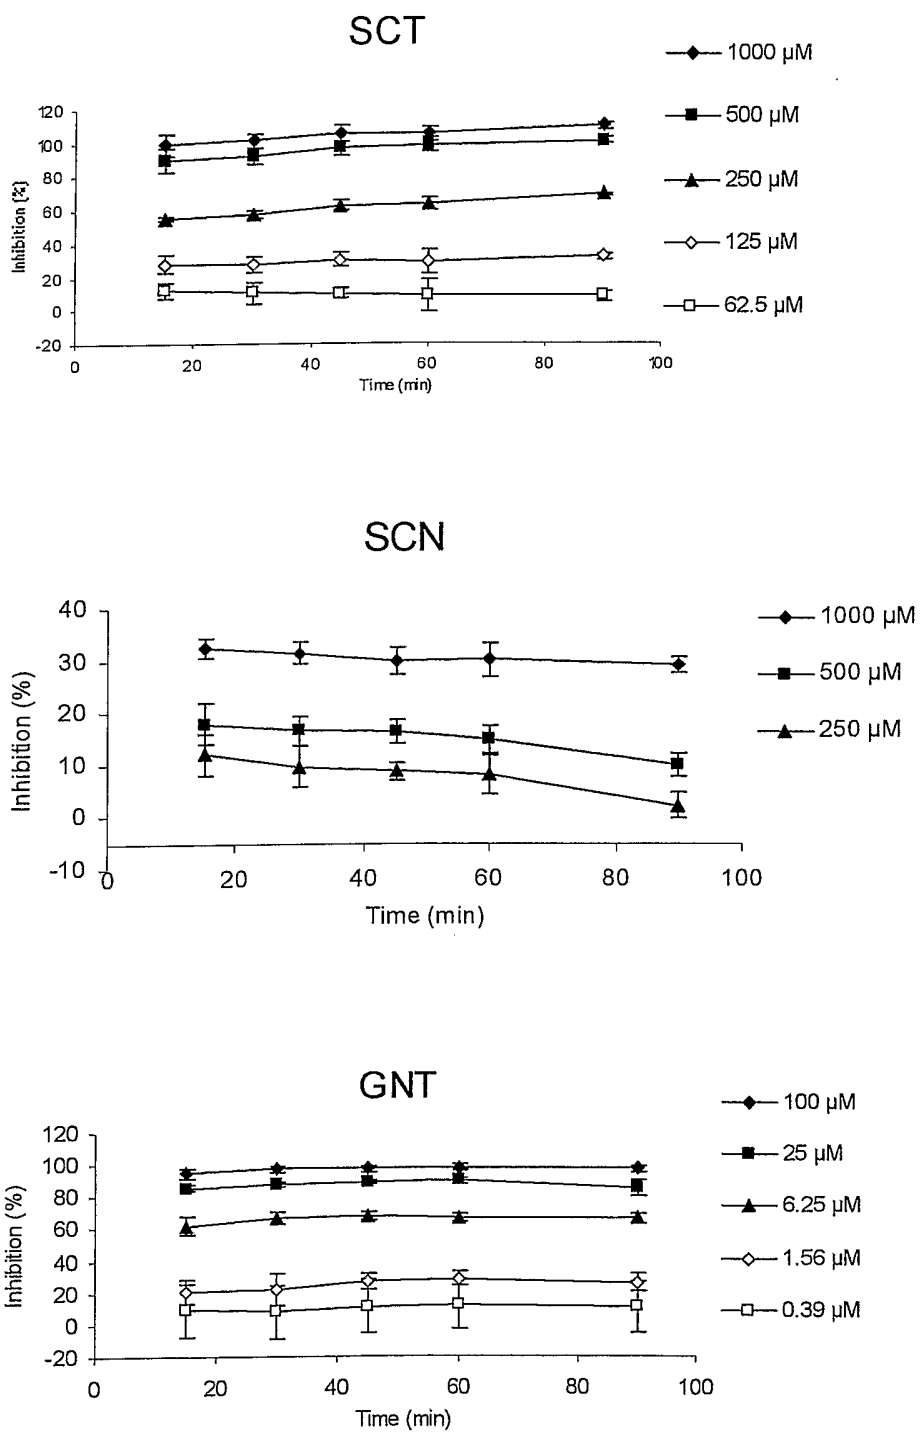 SCT
1000 µM
500 µM
250 µM
125 µM
62.5 µM
120
100
80
60
40
20
0
-20
Inhibition (%)
0 20 40 60 80 100
Time (min)
SCN
1000 µM
500 µM
250 µM
40
30
20
10
0
-10
Inhibition (%)
0 20 40 60 80 100
Time (min)
GNT
100 µM
25 µM
6.25 µM
1.56 µM
0.39 µM
120
100
80
60
40
20
0
-20
Inhibition (%)
0 20 40 60 80 100
Time (min)